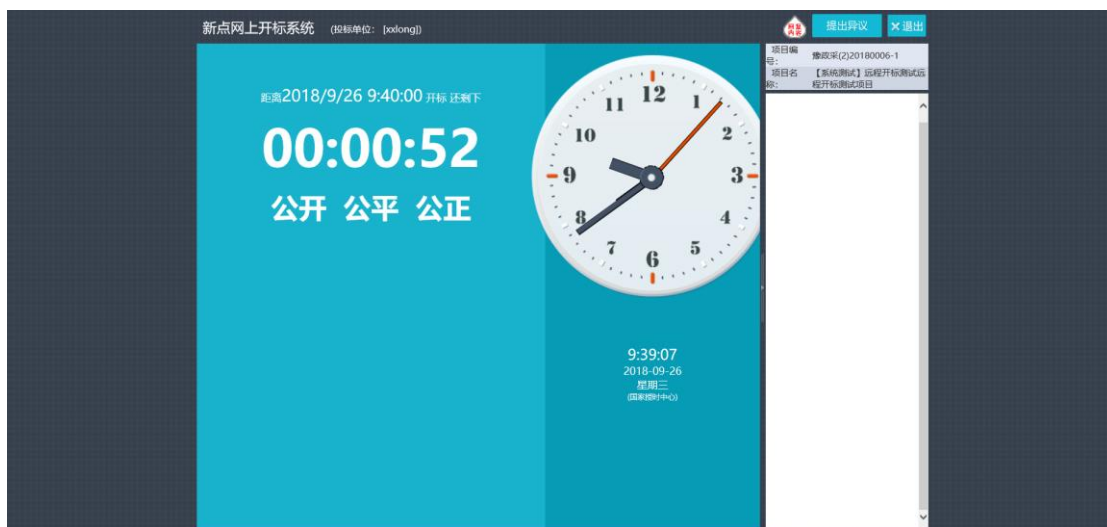 新点网上开标系统 (投标单位: [xxlong])
回复内容
提出异议
退出
项目编号: 豫政采(2)20180006-1
项目名称: 【系统测试】远程开标测试远程开标测试项目
距离2018/9/26 9:40:00 开标 还剩下
00:00:52
公开 公平 公正
12
1
2
3
4
5
6
7
8
9
10
11
9:39:07
2018-09-26
星期三
(国家授时中心)